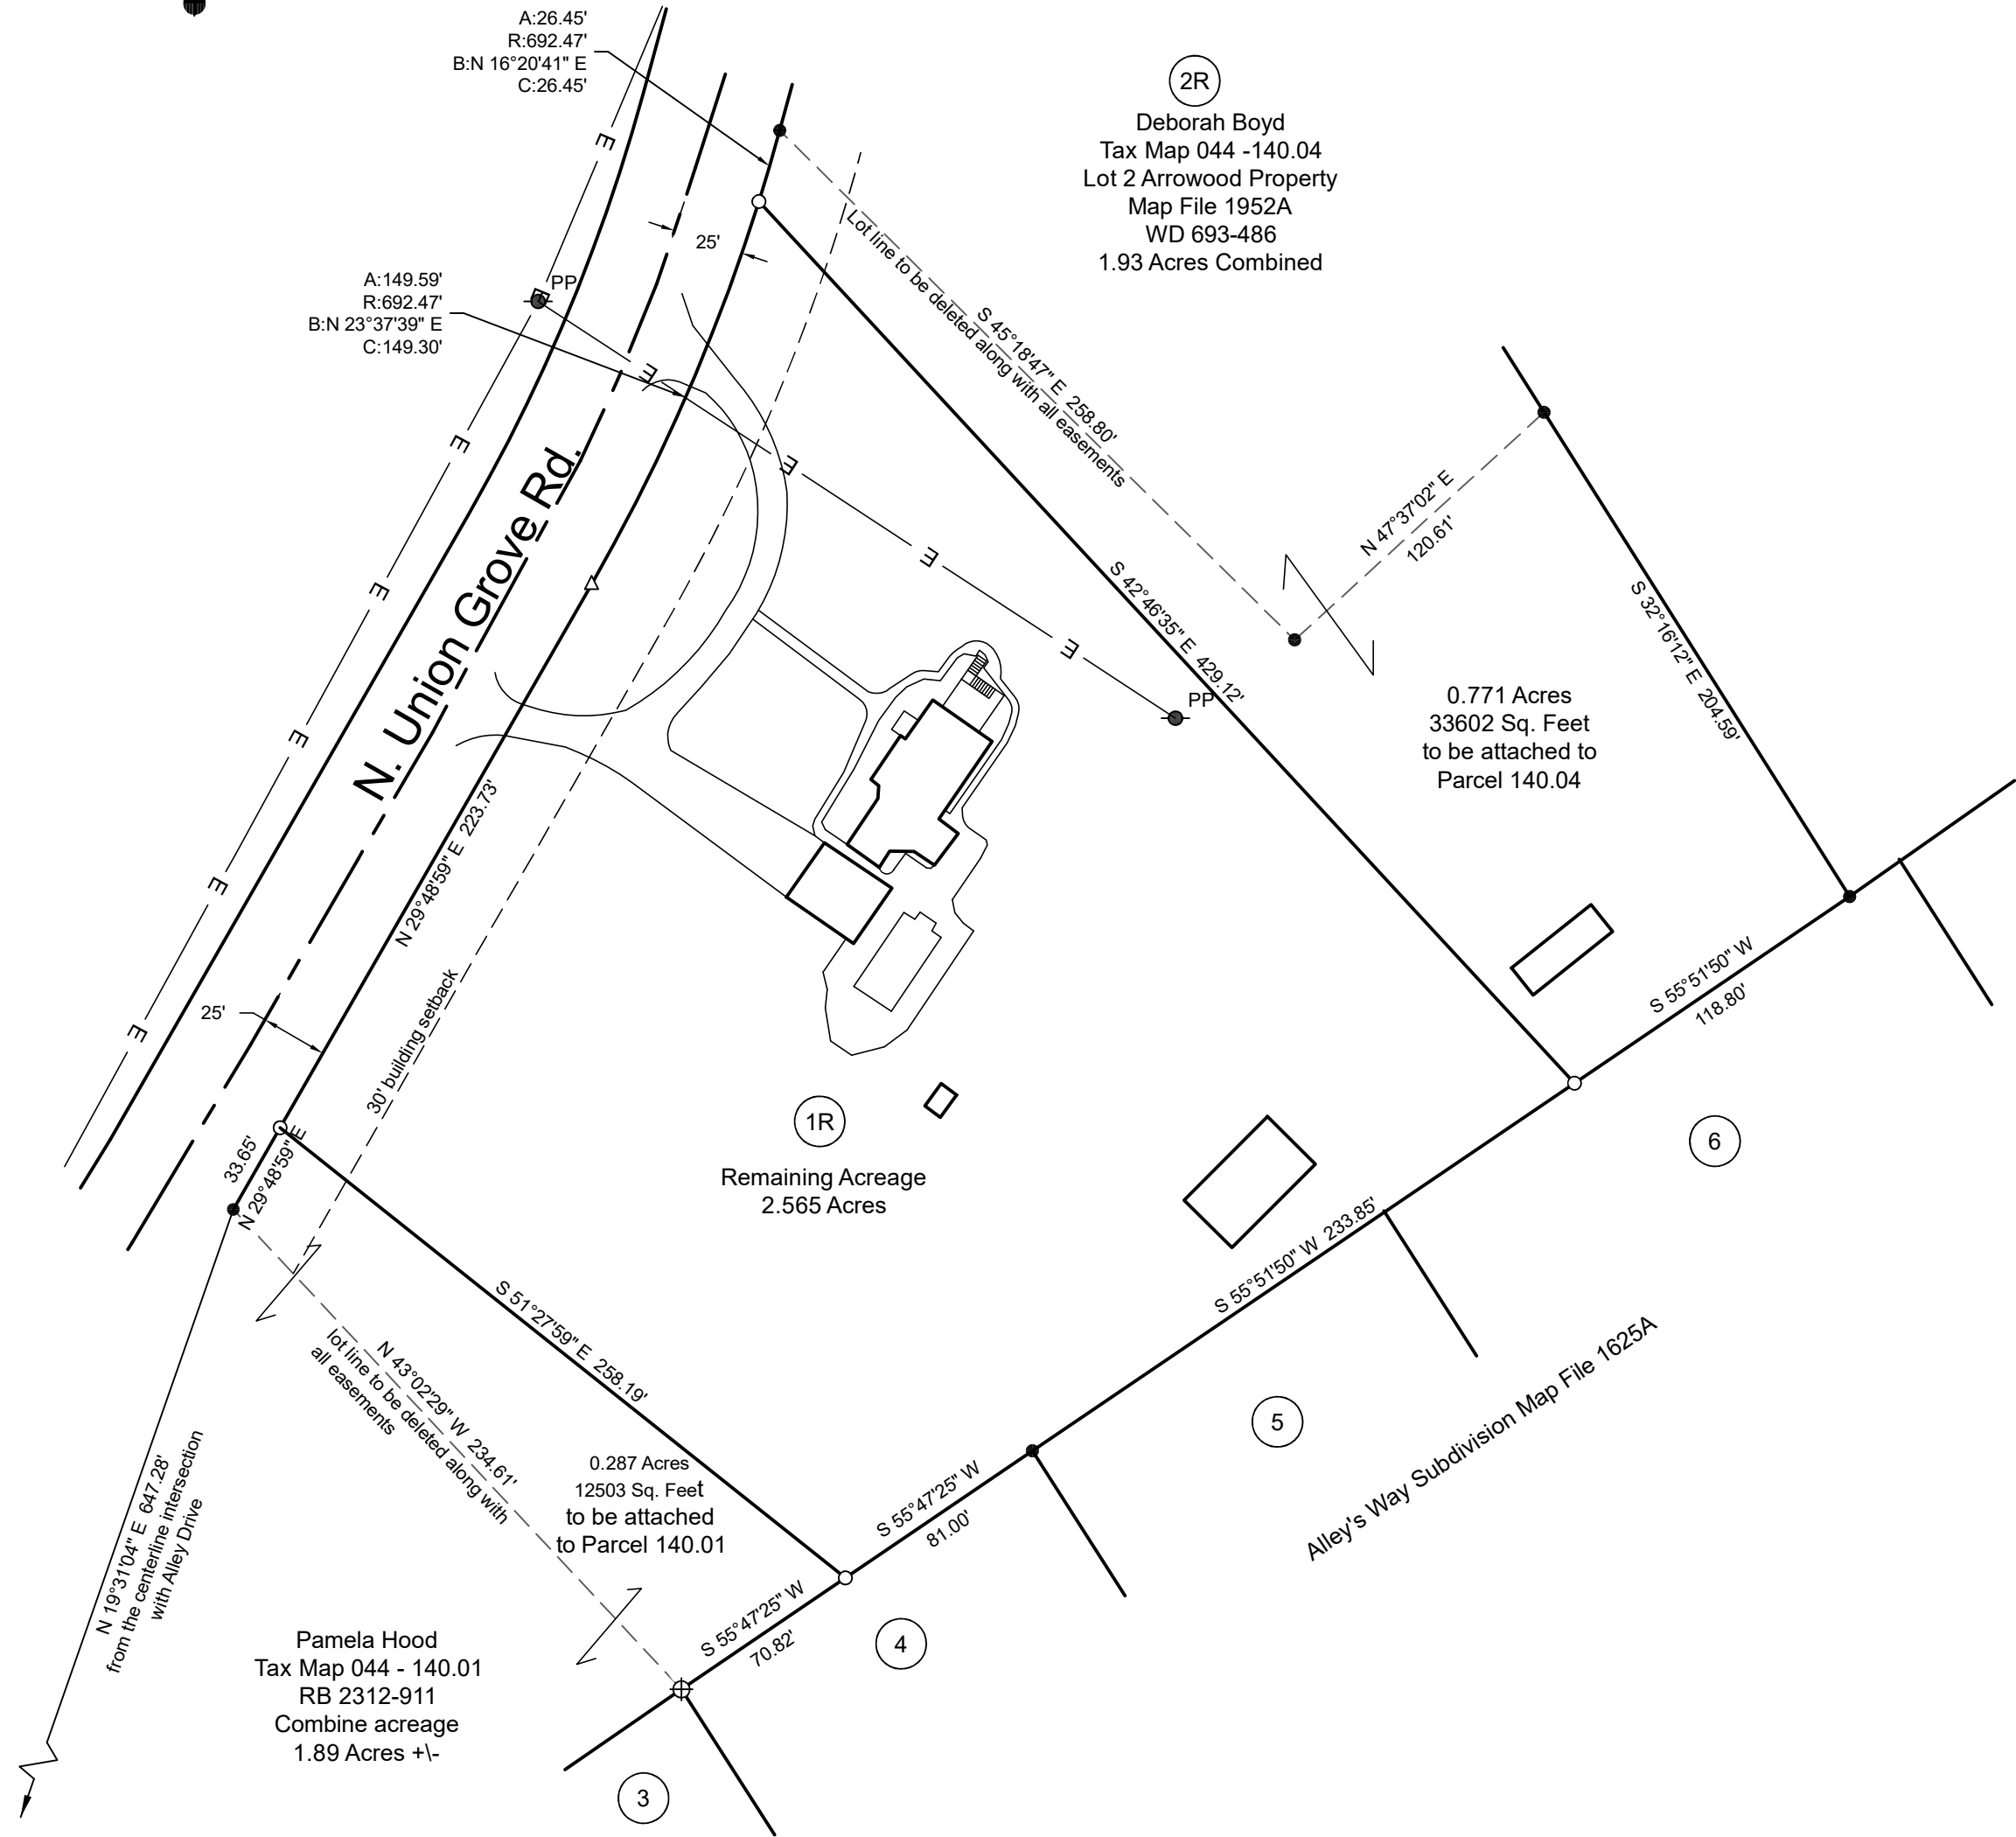 A:26.45'
R:692.47'
B:N 16°20'41" E
C:26.45'
2R
Deborah Boyd
Tax Map 044 -140.04
Lot 2 Arrowood Property
Map File 1952A
WD 693-486
1.93 Acres Combined
E
25'
A:149.59'
R:692.47'
B:N 23°37'39" E
C:149.30'
E
PP
Lot line to be deleted along with all easements
S 45°18'47" E 258.80'
E
E
E
E
E
PP
N 47°37'02" E
120.61'
S 32°16'12" E 204.59'
S 42°46'35" E 429.12'
0.771 Acres
33602 Sq. Feet
to be attached to
Parcel 140.04
N. Union Grove Rd.
E
E
E
E
N 29°48'59" E 223.73'
25'
30' building setback
S 55°51'50" W
118.80'
1R
Remaining Acreage
2.565 Acres
6
33.65'
N 29°48'59" E
S 55°51'50" W 233.85'
S 51°27'59" E 258.19'
N 43°02'29" W 234.61'
lot line to be deleted along with
all easements
0.287 Acres
12503 Sq. Feet
to be attached
to Parcel 140.01
5
Alley's Way Subdivision Map File 1625A
S 55°47'25" W
81.00'
S 55°47'25" W
70.82'
4
N 19°31'04" E 647.28'
from the centerline intersection
with Alley Drive
Pamela Hood
Tax Map 044 - 140.01
RB 2312-911
Combine acreage
1.89 Acres +\-
3